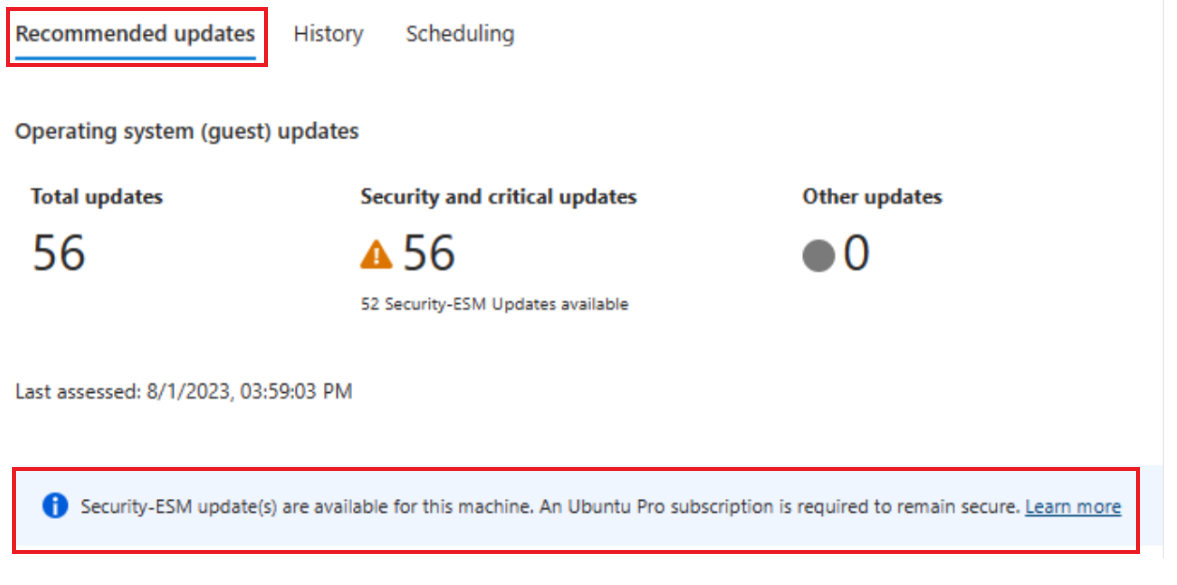 Recommended updates History Scheduling
Operating system (guest) updates
Total updates Security and critical updates Other updates
56 56 0
52 Security-ESM Updates available
Last assessed: 8/1/2023, 03:59:03 PM
Security-ESM update(s) are available for this machine. An Ubuntu Pro subscription is required to remain secure. Learn more